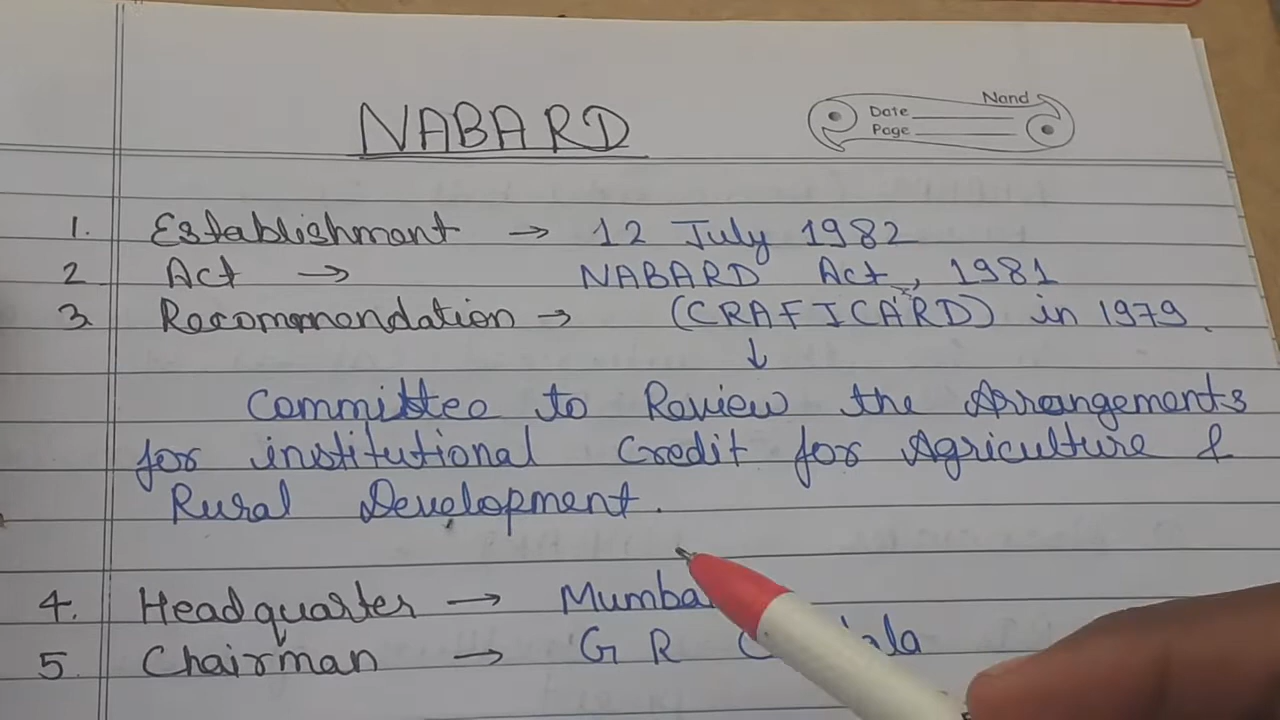 NABARD
Nand
Date
Page
1. Establishment → 12 July 1982
2 Act → NABARD Act, 1981
3. Recommendation → (CRAFICARD) in 1979.
↓
Committee to Review the Arrangements
for institutional Credit for Agriculture &
Rural Development.
4. Headquarter → Mumba
5. Chairman → G R